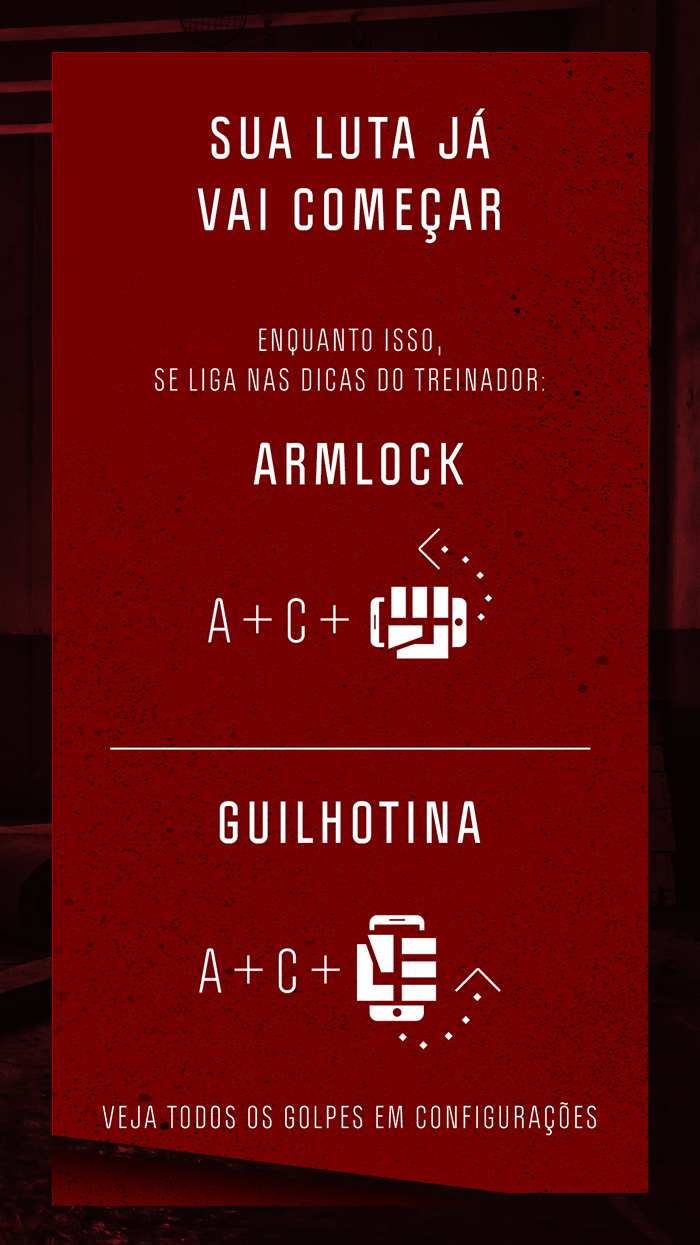 SUA LUTA JÁ
VAI COMEÇAR
ENQUANTO ISSO,
SE LIGA NAS DICAS DO TREINADOR:
ARMLOCK
A + C +
GUILHOTINA
A + C +
VEJA TODOS OS GOLPES EM CONFIGURAÇÕES